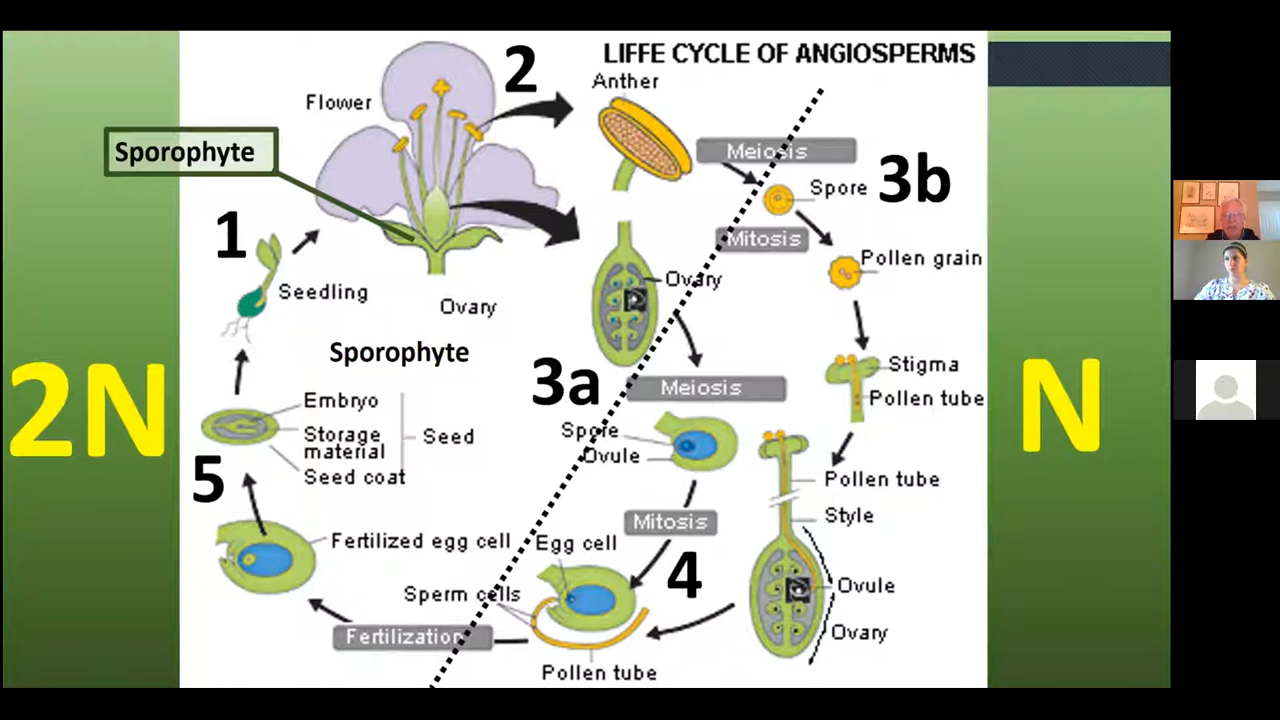 LIFFE CYCLE OF ANGIOSPERMS
2
Anther
Flower
Sporophyte
Meiosis
3b
Spore
1
Mitosis
Pollen grain
Ovary
Seedling
Ovary
Sporophyte
3a
Meiosis
Stigma
Pollen tube
2N
N
Embryo
Storage
material
Seed
Seed coat
Spore
Ovule
5
Pollen tube
Style
Mitosis
Fertilized egg cell
Egg cell
4
Ovule
Sperm cells
Ovary
Fertilization
Pollen tube